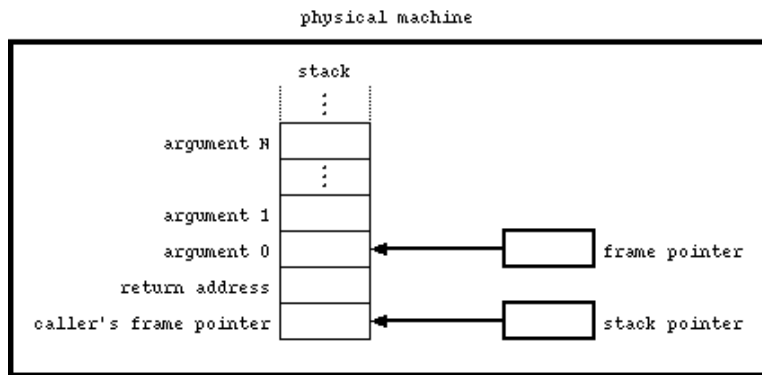 physical machine
stack
argument N
argument 1
argument 0
frame pointer
return address
caller's frame pointer
stack pointer